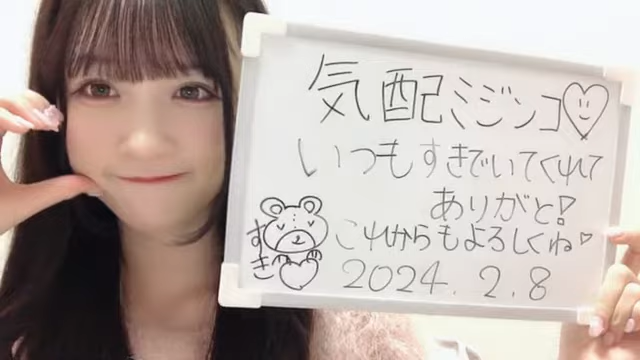 気配ミジンコ♡
いつもすきでいてくれて
ありがと!
これからもよろしくね♡
2024.2.8
すき